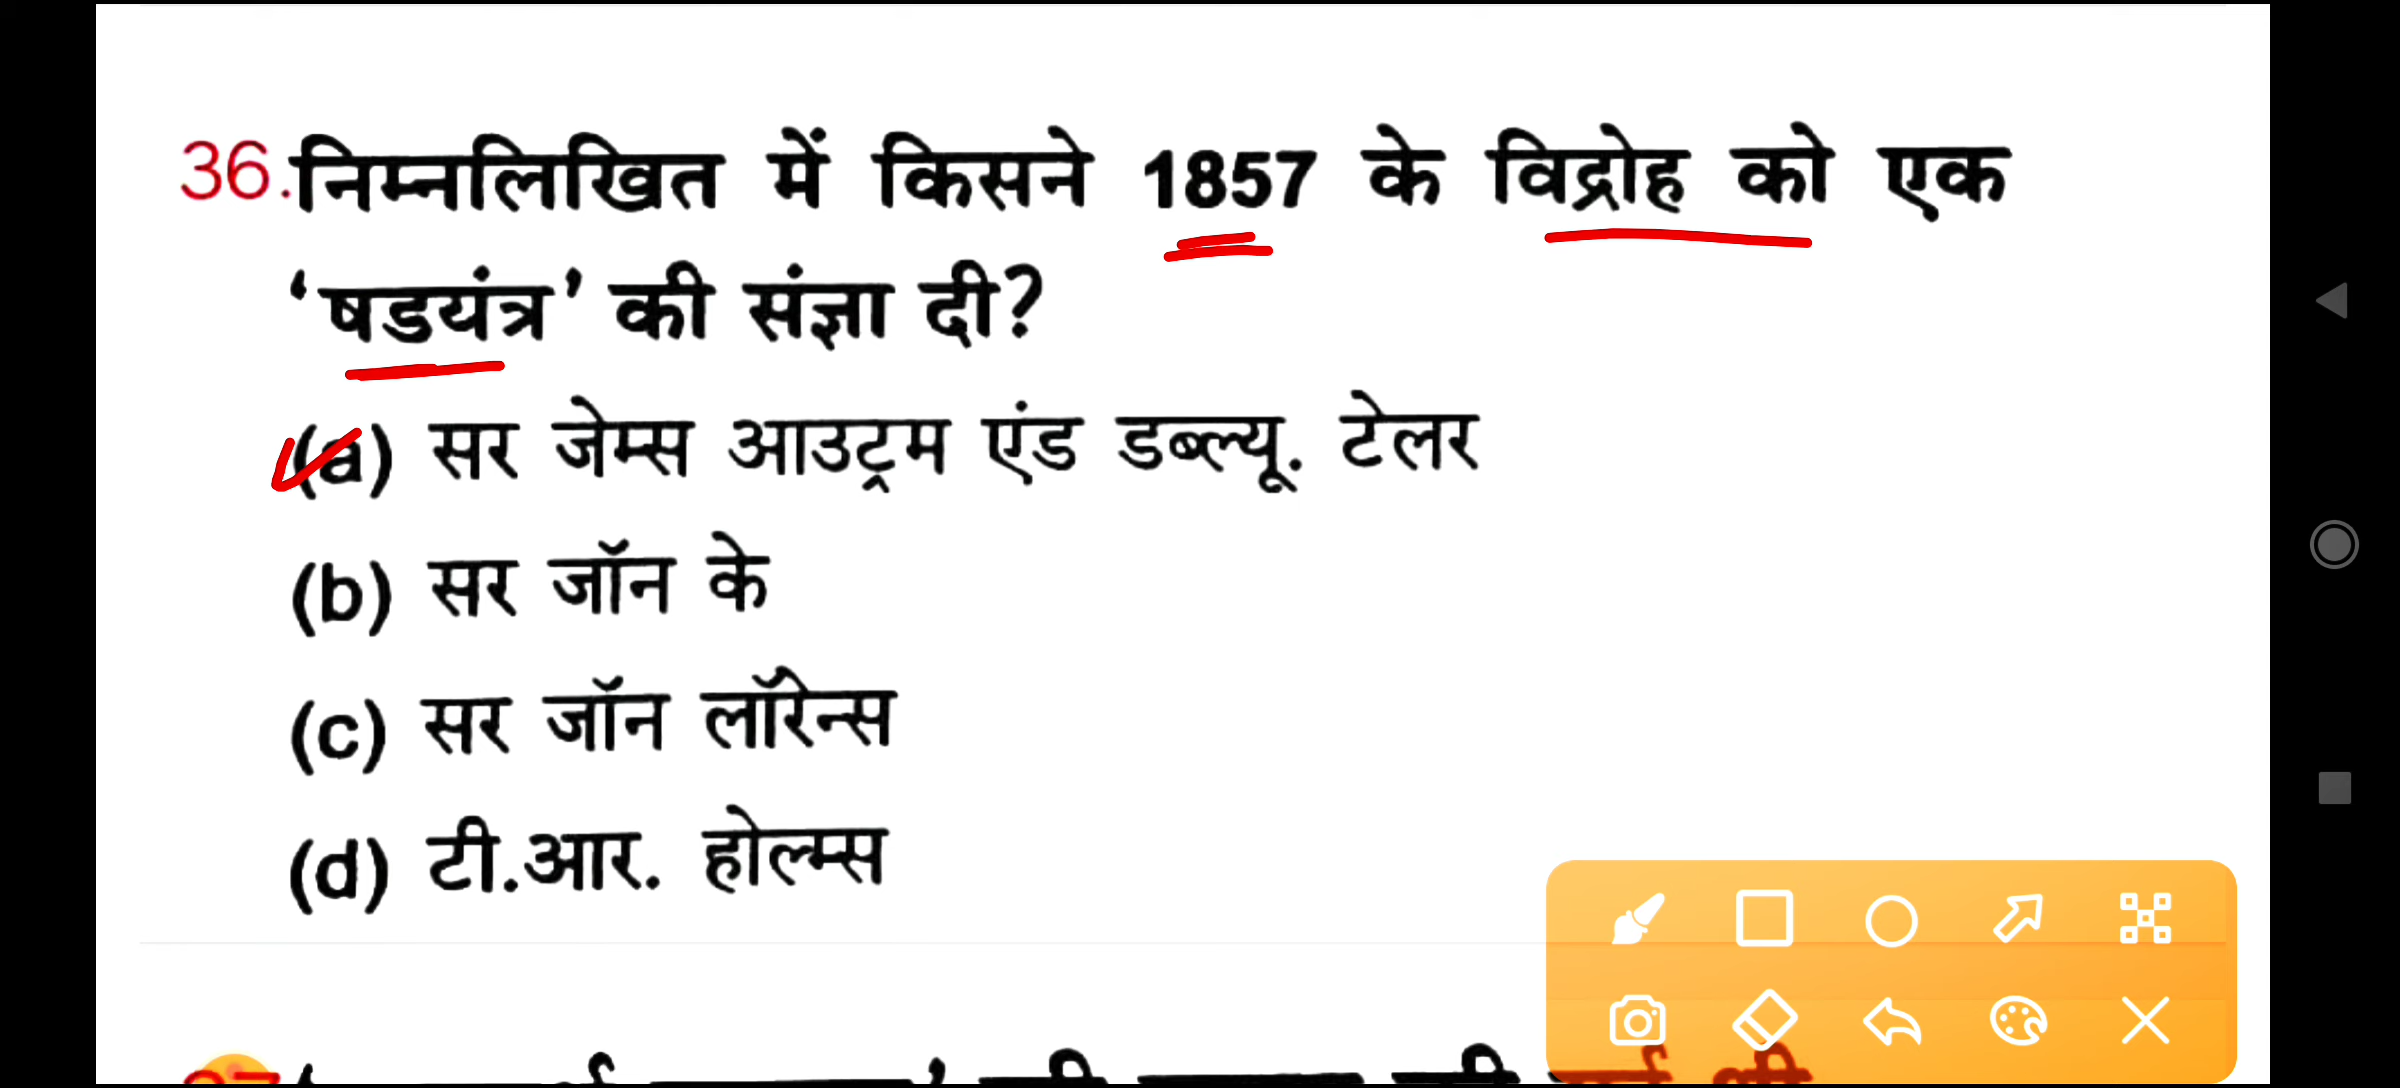 36. निम्नलिखित में किसने 1857 के विद्रोह को एक
‘षडयंत्र’ की संज्ञा दी?
(a) सर जेम्स आउट्रम एंड डब्ल्यू. टेलर
(b) सर जॉन के
(c) सर जॉन लॉरेन्स
(d) टी.आर. होल्म्स